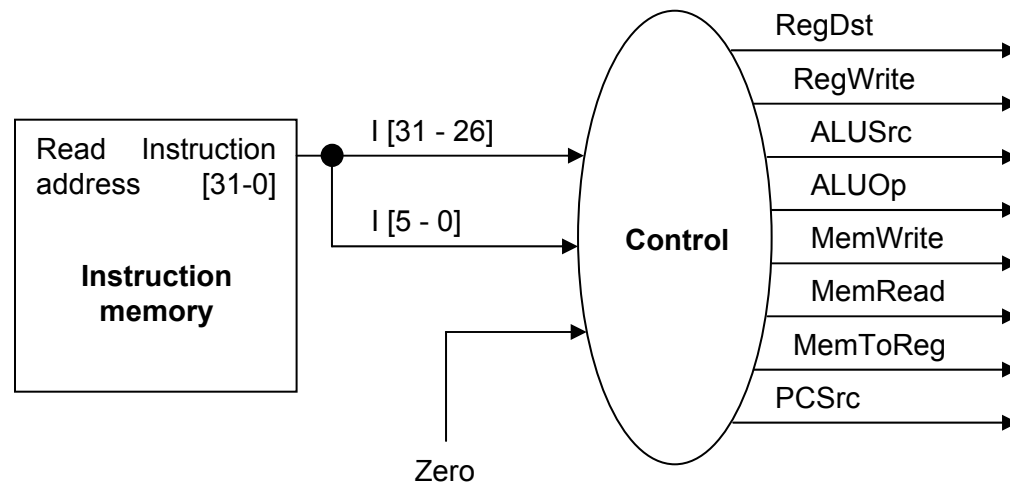 Read Instruction
address [31-0]
Instruction
memory
I [31 - 26]
I [5 - 0]
Zero
Control
RegDst
RegWrite
ALUSrc
ALUOp
MemWrite
MemRead
MemToReg
PCSrc